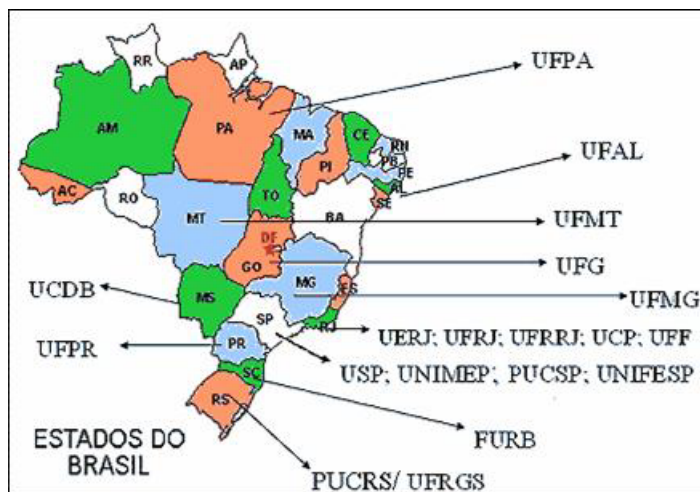 RR
AP
UFPA
AM
PA
MA
CE
RN
PB
PE
AL
SE
UFAL
PI
AC
RO
TO
BA
MT
UFMT
DF
GO
UFG
MG
ES
UFMG
UCDB
MS
SP
RJ
UERJ; UFRJ; UFRRJ; UCP; UFF
UFPR
PR
USP; UNIMEP; PUCSP; UNIFESP
SC
RS
FURB
ESTADOS DO
BRASIL
PUCRS/ UFRGS